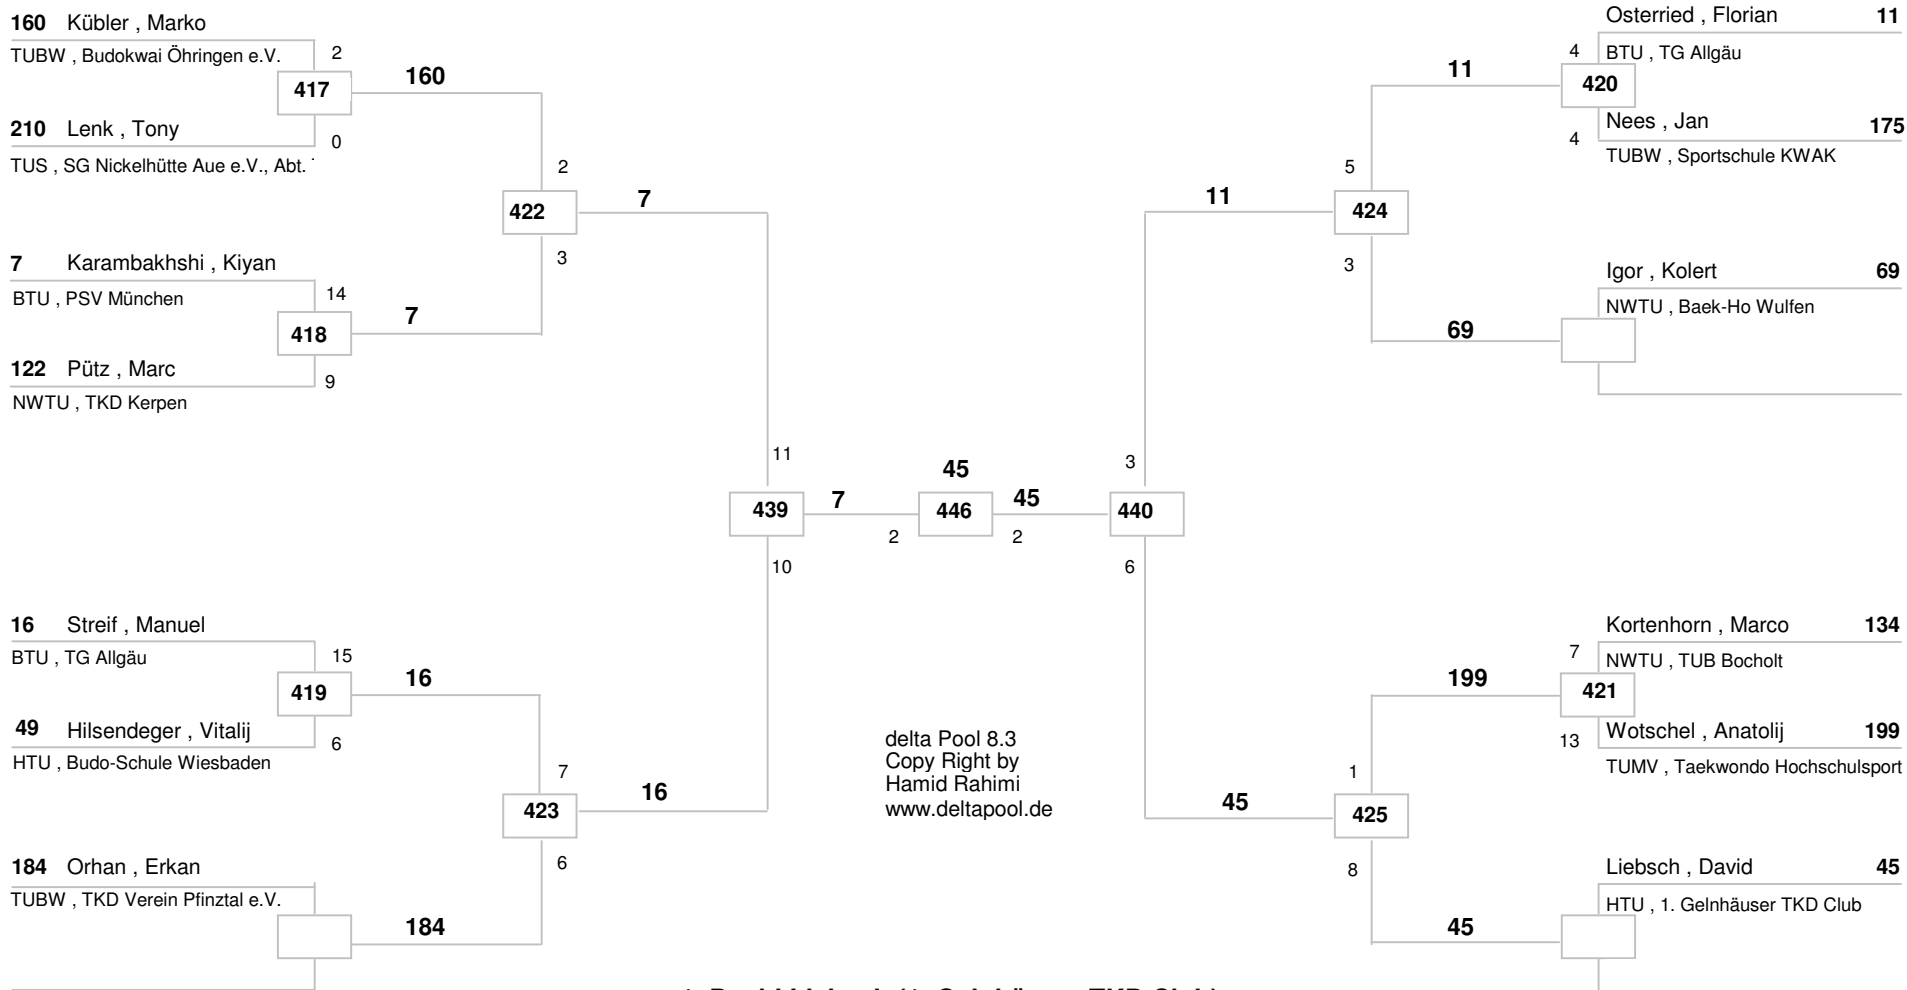 160 Kübler , Marko
TUBW , Budokwai Öhringen e.V.
2
417
160
210 Lenk , Tony
0
TUS , SG Nickelhütte Aue e.V., Abt.
2
422
7
3
7 Karambakhshi , Kiyan
BTU , PSV München
14
418
7
122 Pütz , Marc
9
NWTU , TKD Kerpen
11
439
7
10
16 Streif , Manuel
BTU , TG Allgäu
15
419
16
49 Hilsendeger , Vitalij
6
HTU , Budo-Schule Wiesbaden
7
423
16
6
184 Orhan , Erkan
TUBW , TKD Verein Pfinztal e.V.
184
45
446
2
2
45
Osterried , Florian 11
4
BTU , TG Allgäu
11
420
Nees , Jan 175
4
TUBW , Sportschule KWAK
5
11
424
3
Igor , Kolert 69
NWTU , Baek-Ho Wulfen
69
3
440
6
Kortenhorn , Marco 134
7
NWTU , TUB Bocholt
199
421
Wotschel , Anatolij 199
13
TUMV , Taekwondo Hochschulsport
1
45
425
8
Liebsch , David 45
HTU , 1. Gelnhäuser TKD Club
45
delta Pool 8.3
Copy Right by
Hamid Rahimi
www.deltapool.de